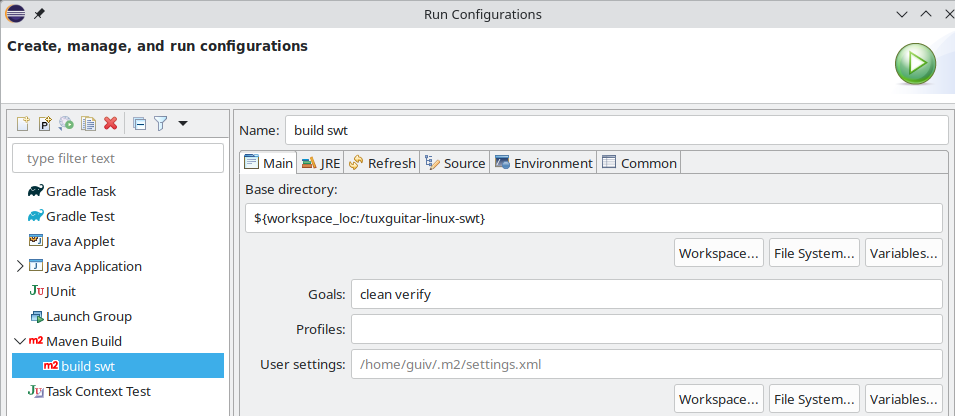 Run Configurations
Create, manage, and run configurations
Name: build swt
type filter text
Main JRE Refresh Source Environment Common
Gradle Task
Gradle Test
Java Applet
Java Application
JUnit
Launch Group
Maven Build
build swt
Task Context Test
Base directory:
${workspace_loc:/tuxguitar-linux-swt}
Workspace... File System... Variables...
Goals: clean verify
Profiles:
User settings: /home/guiv/.m2/settings.xml
Workspace... File System... Variables...